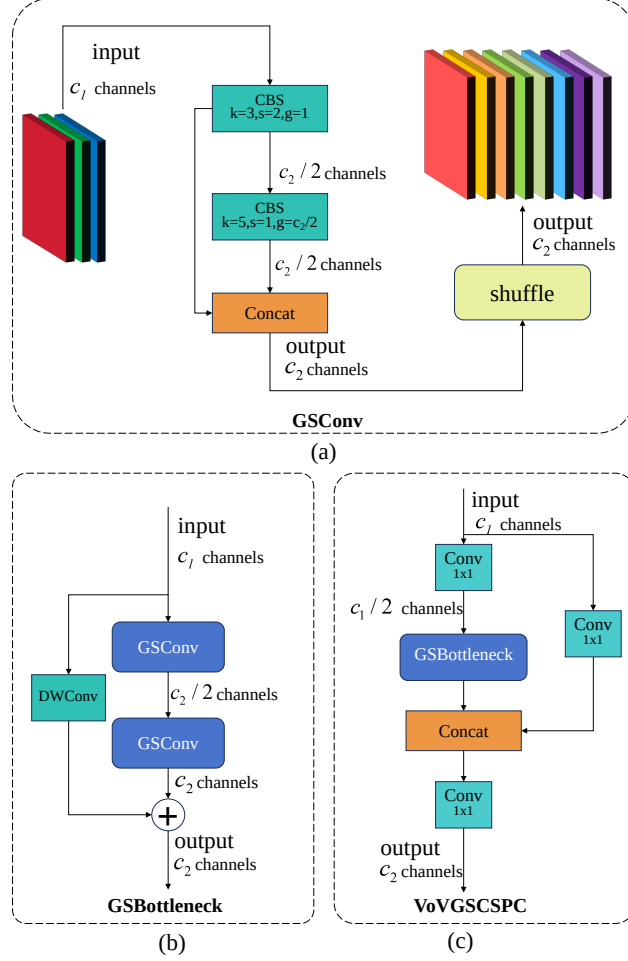 input
c₁ channels
CBS
k=3,s=2,g=1
c₂ / 2 channels
CBS
k=5,s=1,g=c₂/2
c₂ / 2 channels
Concat
output
c₂ channels
shuffle
output
c₂ channels
GSConv
(a)
input
c₁ channels
GSConv
DWConv
c₂ / 2 channels
GSConv
c₂ channels
+
output
c₂ channels
GSBottleneck
(b)
input
c₁ channels
Conv
1x1
c₁ / 2 channels
Conv
1x1
GSBottleneck
Concat
Conv
1x1
output
c₂ channels
VoVGSCSPC
(c)